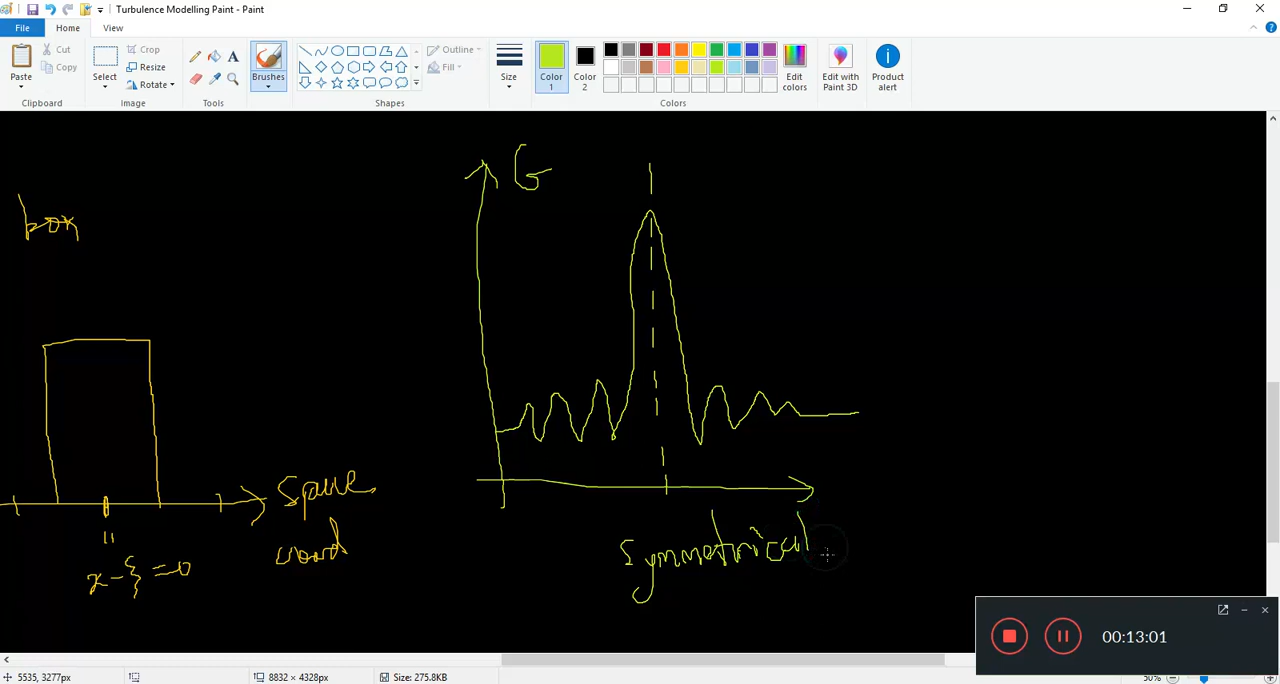 Turbulence Modelling Paint - Paint
File
Home
View
Paste
Cut
Copy
Select
Crop
Resize
Rotate
A
Brushes
Outline
Fill
Size
Color
1
Color
2
Edit
colors
Edit with
Paint 3D
Product
alert
Clipboard
Image
Tools
Shapes
Colors
G
box
Space
coord
x - ξ = 0
Symmetrical
00:13:01
5535, 3277px
8832 × 4328px
Size: 275.8KB
50%